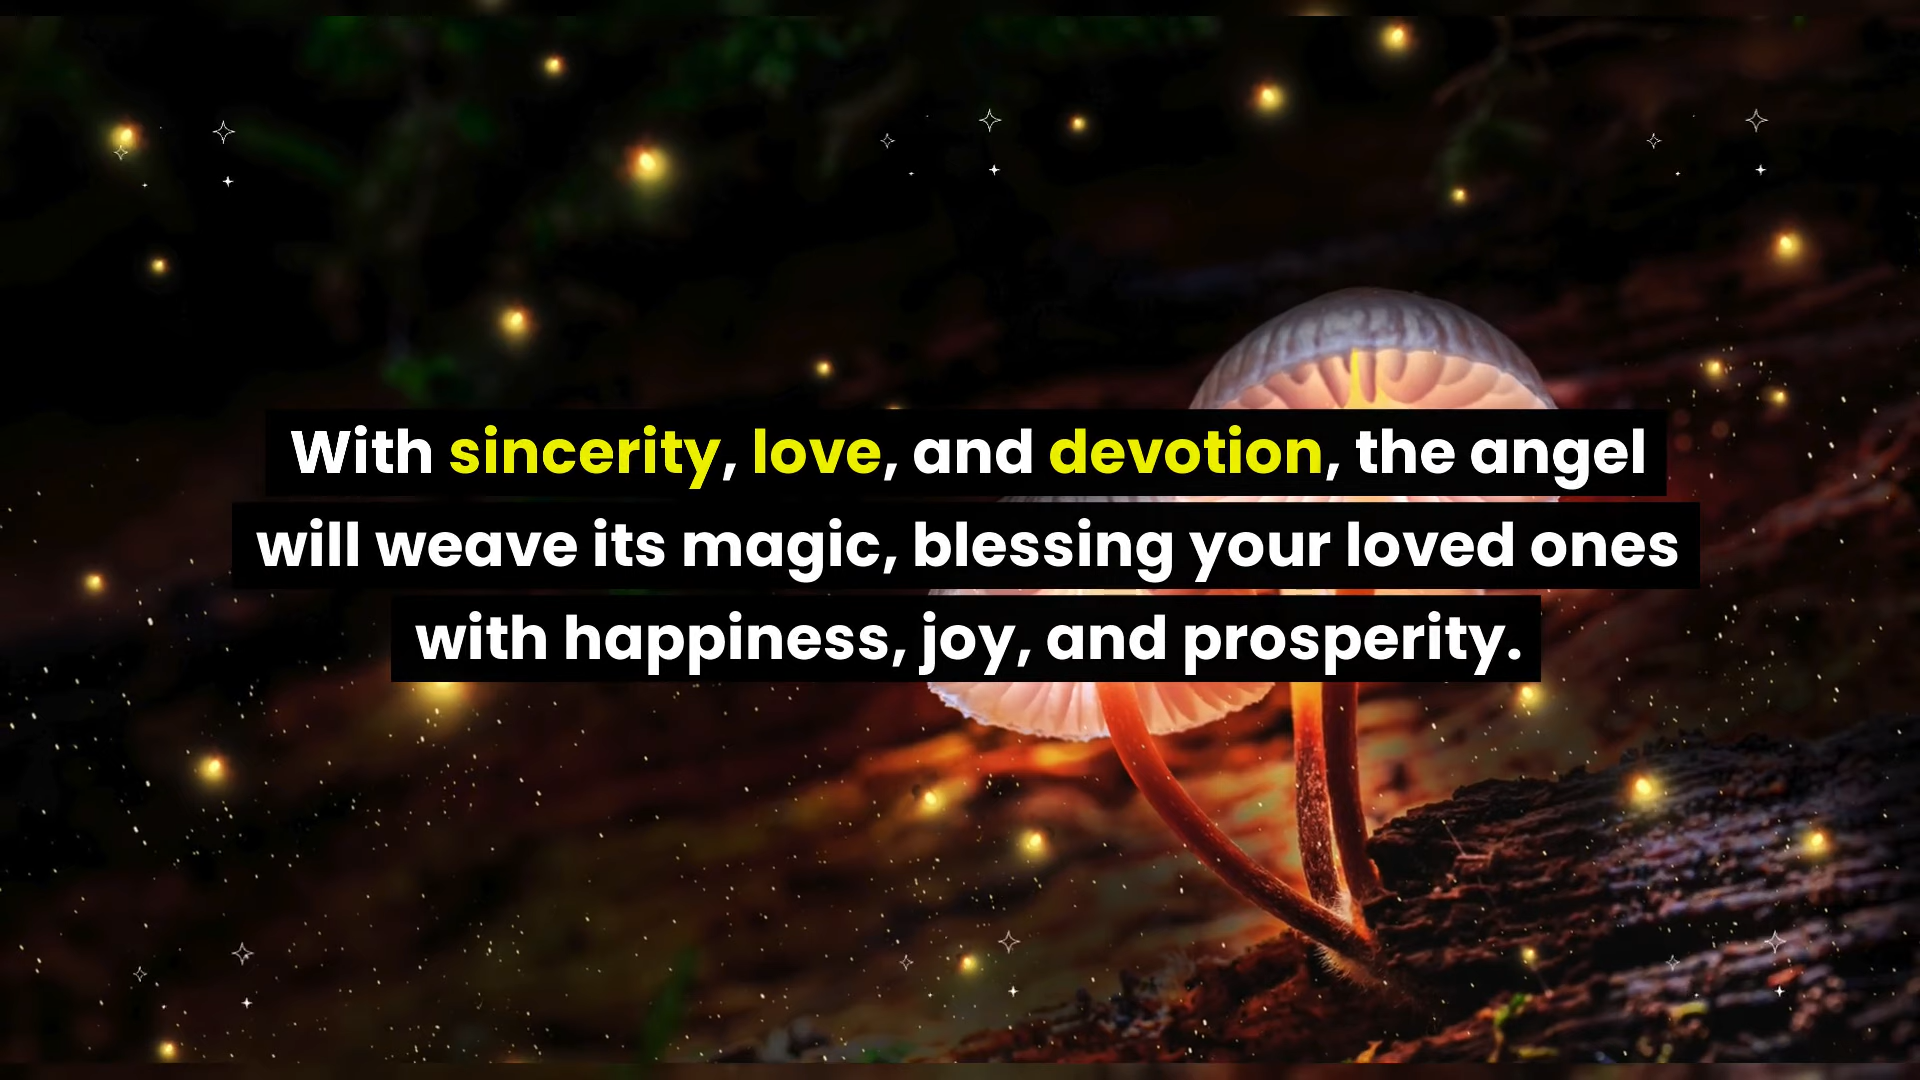 With sincerity, love, and devotion, the angel
will weave its magic, blessing your loved ones
with happiness, joy, and prosperity.